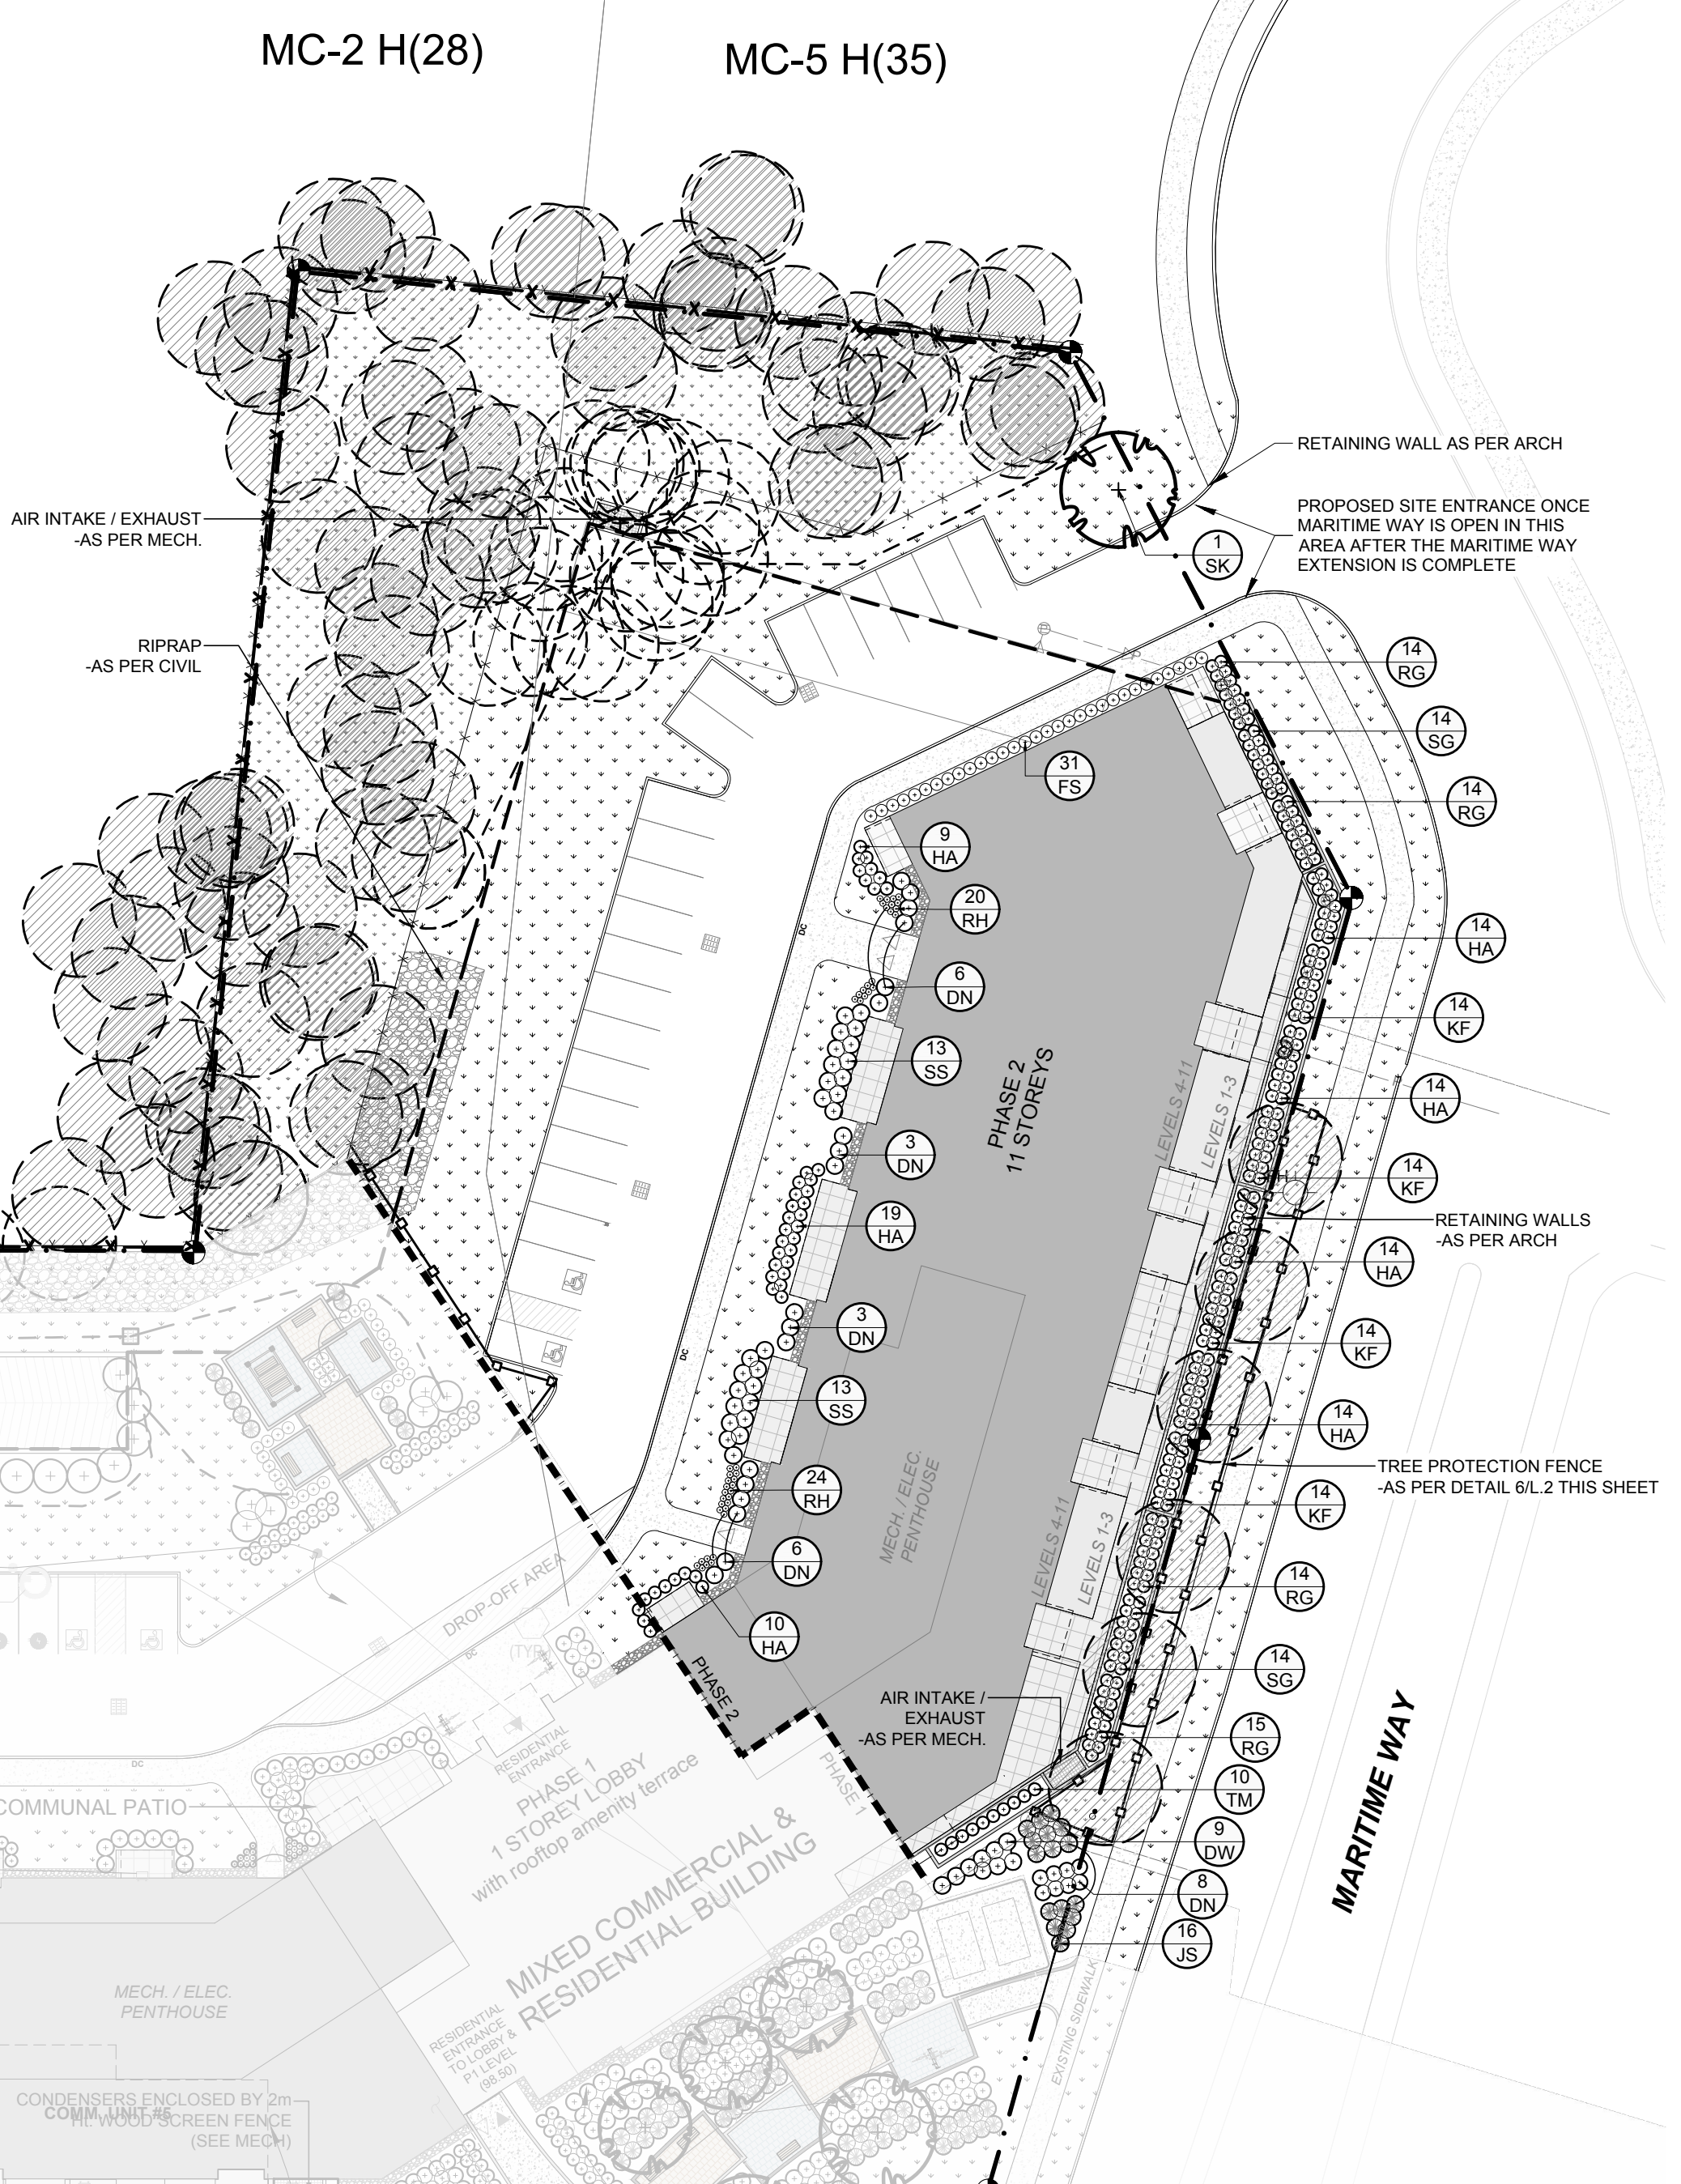 MC-2 H(28)
MC-5 H(35)
RETAINING WALL AS PER ARCH
AIR INTAKE / EXHAUST
-AS PER MECH.
PROPOSED SITE ENTRANCE ONCE
MARITIME WAY IS OPEN IN THIS
AREA AFTER THE MARITIME WAY
EXTENSION IS COMPLETE
1
SK
RIPRAP
-AS PER CIVIL
14
RG
14
SG
31
FS
14
RG
9
HA
20
RH
DC
14
HA
6
DN
14
KF
13
SS
PHASE 2
11 STOREYS
LEVELS 4-11
LEVELS 1-3
14
HA
3
DN
14
KF
19
HA
RETAINING WALLS
-AS PER ARCH
14
HA
3
DN
14
KF
DC
13
SS
14
HA
TREE PROTECTION FENCE
-AS PER DETAIL 6/L.2 THIS SHEET
24
RH
MECH. / ELEC.
PENTHOUSE
LEVELS 4-11
LEVELS 1-3
14
KF
6
DN
14
RG
DROP-OFF AREA
10
HA
(TYP)
DC
14
SG
PHASE 2
AIR INTAKE /
EXHAUST
-AS PER MECH.
15
RG
RESIDENTIAL
ENTRANCE
PHASE 1
DC
10
TM
PHASE 1
1 STOREY LOBBY
with rooftop amenity terrace
COMMUNAL PATIO
9
DW
MARITIME WAY
8
DN
MIXED COMMERCIAL &
RESIDENTIAL BUILDING
16
JS
MECH. / ELEC.
PENTHOUSE
RESIDENTIAL
ENTRANCE
TO LOBBY &
P1 LEVEL
(98.50)
EXISTING SIDEWALK
CONDENSERS ENCLOSED BY 2m
COMM. UNIT #5
Ht. WOOD SCREEN FENCE
(SEE MECH)